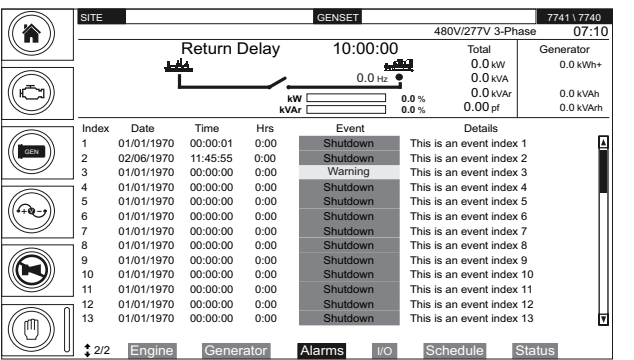 SITE GENSET 7741 \ 7740
480V/277V 3-Phase 07:10
Return Delay 10:00:00 Total Generator
0.0 kW 0.0 kWh+
0.0 Hz 0.0 kVA
0.0 kVAr 0.0 kVAh
kW 0.0 %
0.00 pf 0.0 kVArh
kVAr 0.0 %
Index Date Time Hrs Event Details
1 01/01/1970 00:00:01 0:00 Shutdown This is an event index 1
2 02/06/1970 11:45:55 0:00 Shutdown This is an event index 2
3 01/01/1970 00:00:00 0:00 Warning This is an event index 3
4 01/01/1970 00:00:00 0:00 Shutdown This is an event index 4
5 01/01/1970 00:00:00 0:00 Shutdown This is an event index 5
6 01/01/1970 00:00:00 0:00 Shutdown This is an event index 6
7 01/01/1970 00:00:00 0:00 Shutdown This is an event index 7
8 01/01/1970 00:00:00 0:00 Shutdown This is an event index 8
9 01/01/1970 00:00:00 0:00 Shutdown This is an event index 9
10 01/01/1970 00:00:00 0:00 Shutdown This is an event index 10
11 01/01/1970 00:00:00 0:00 Shutdown This is an event index 11
12 01/01/1970 00:00:00 0:00 Shutdown This is an event index 12
13 01/01/1970 00:00:00 0:00 Shutdown This is an event index 13
GEN
2/2 Engine Generator Alarms I/O Schedule Status